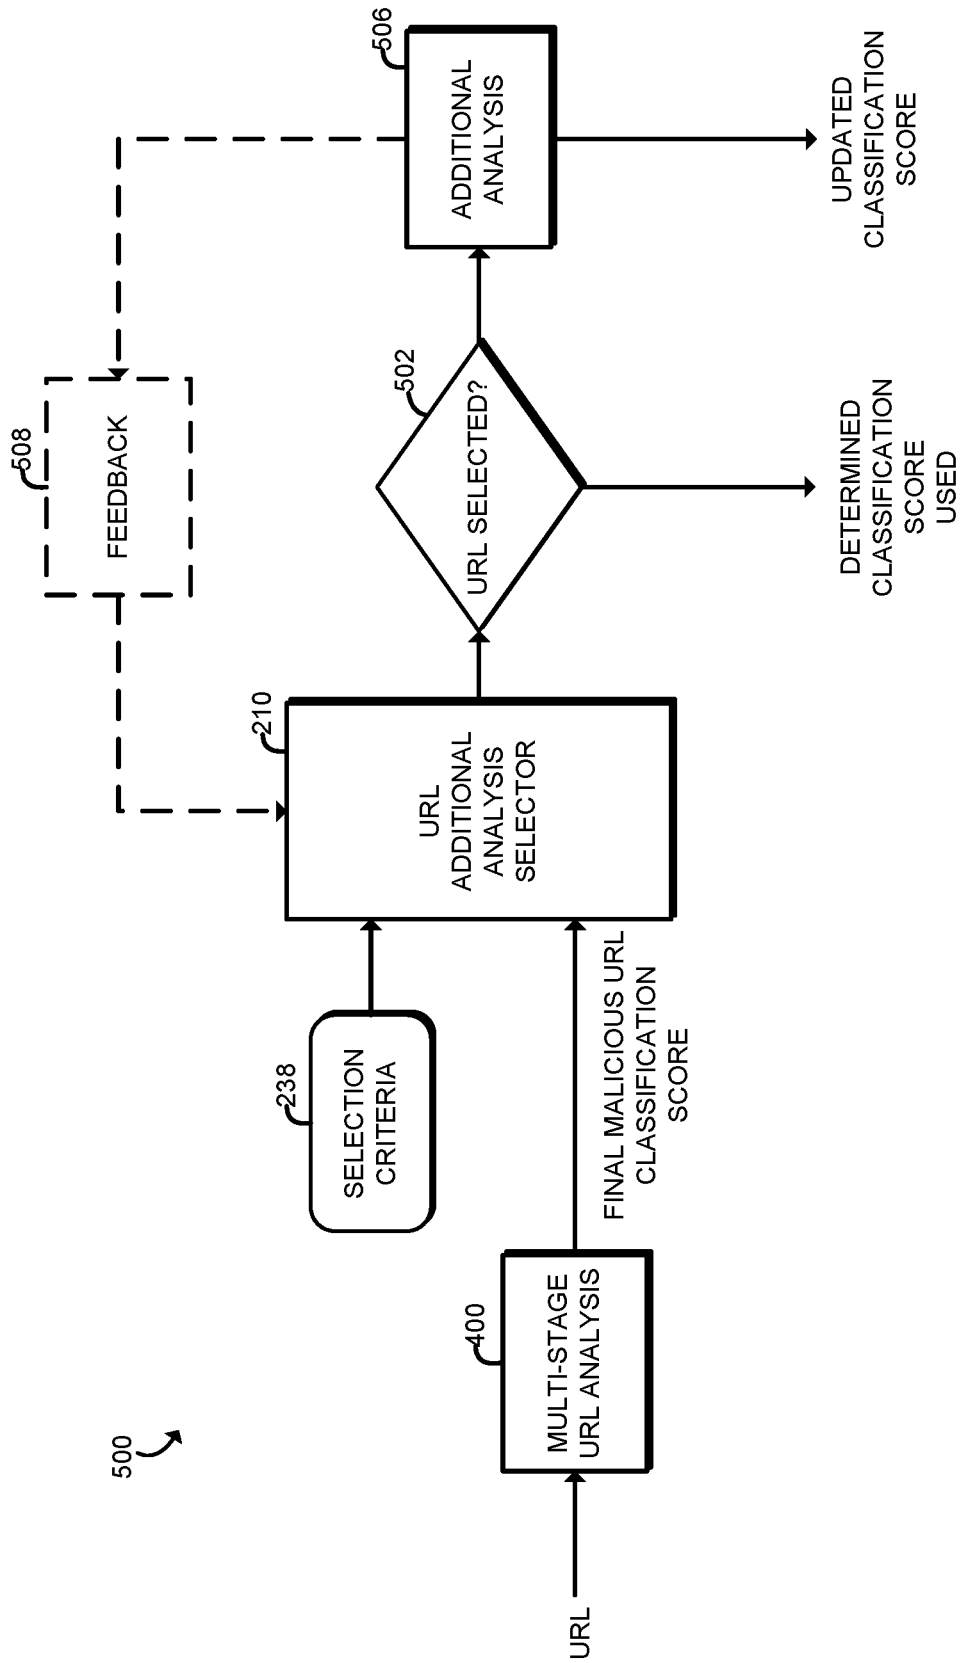 500
URL
400
MULTI-STAGE
URL ANALYSIS
FINAL MALICIOUS URL
CLASSIFICATION
SCORE
238
SELECTION
CRITERIA
210
URL
ADDITIONAL
ANALYSIS
SELECTOR
508
FEEDBACK
502
URL SELECTED?
DETERMINED
CLASSIFICATION
SCORE
USED
506
ADDITIONAL
ANALYSIS
UPDATED
CLASSIFICATION
SCORE